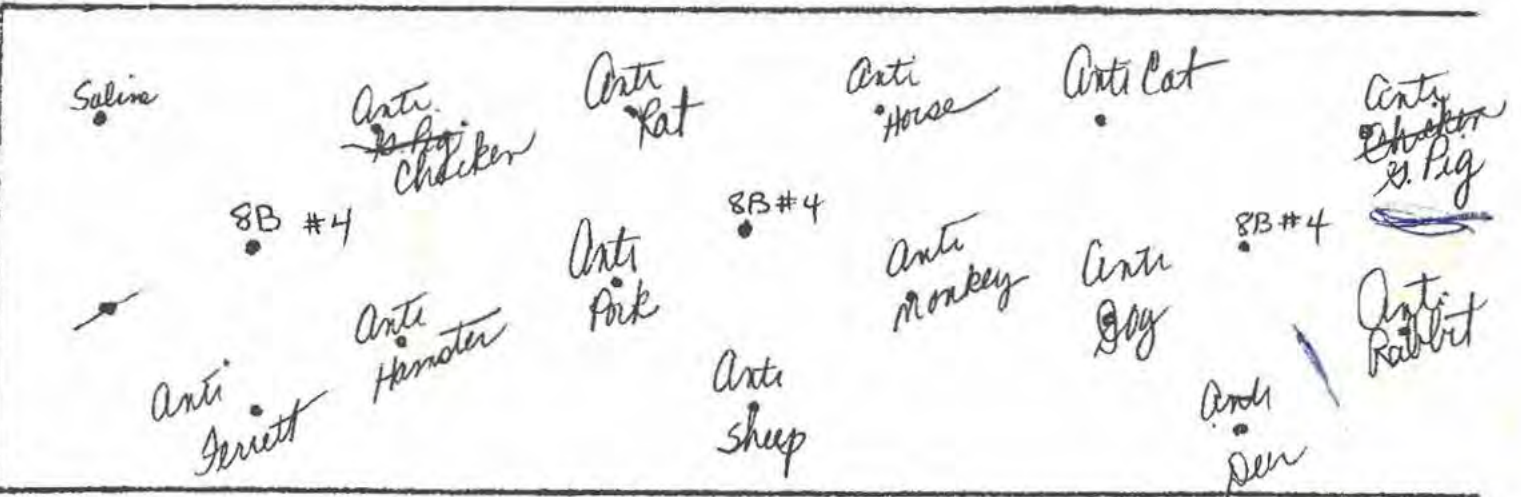 Saline
Anti
G. Pig
Chicken
Anti
Rat
Anti
Horse
Anti Cat
Anti
Chicken
G. Pig
8B #4
8B #4
8B #4
Anti
Hamster
Anti
Pork
Anti
Monkey
Anti
Dog
Anti
Rabbit
Anti
Ferrett
Anti
Sheep
Anti
Deer